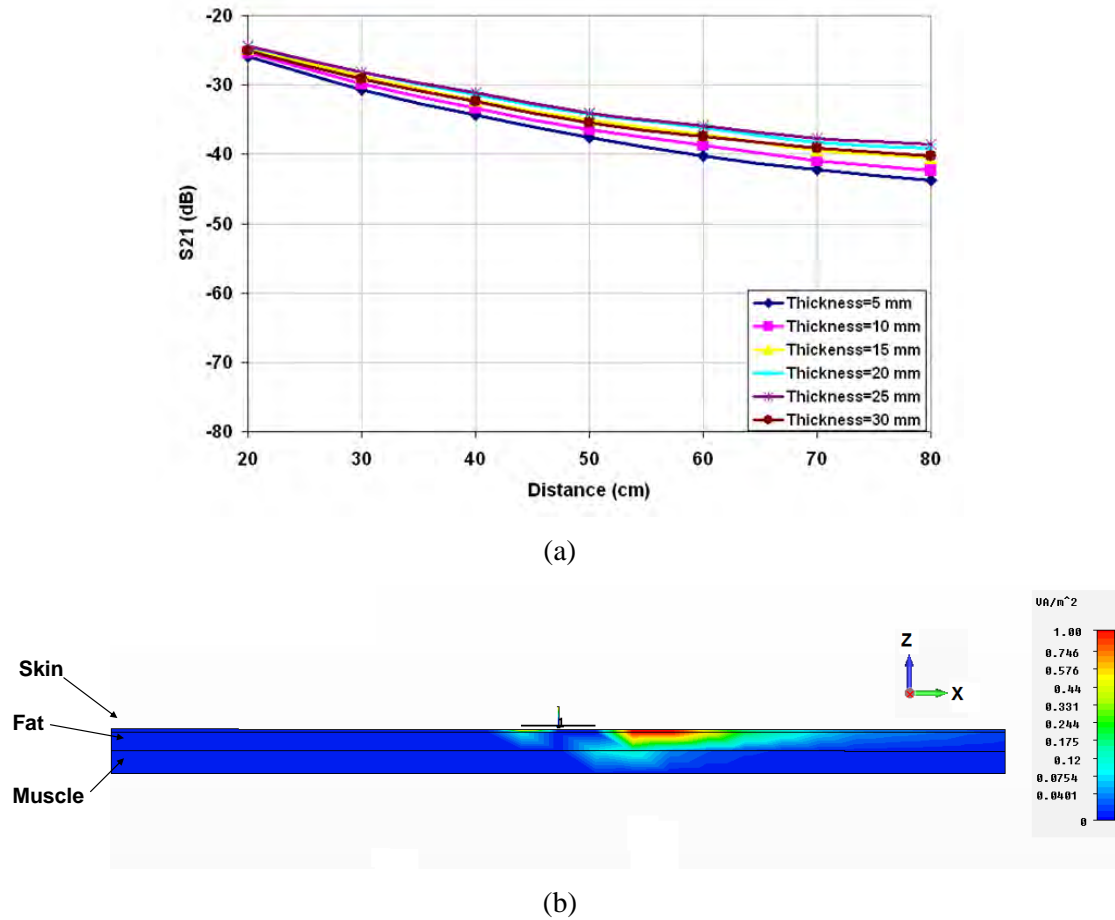 -20
-30
-40
-50
-60
-70
-80
S21 (dB)
20 30 40 50 60 70 80
Distance (cm)
Thickness=5 mm
Thickness=10 mm
Thickenss=15 mm
Thickness=20 mm
Thickness=25 mm
Thickness=30 mm
(a)
Skin
Fat
Muscle
1
Z
X
VA/m^2
1.00
0.746
0.576
0.44
0.331
0.244
0.175
0.12
0.0754
0.0401
0
(b)